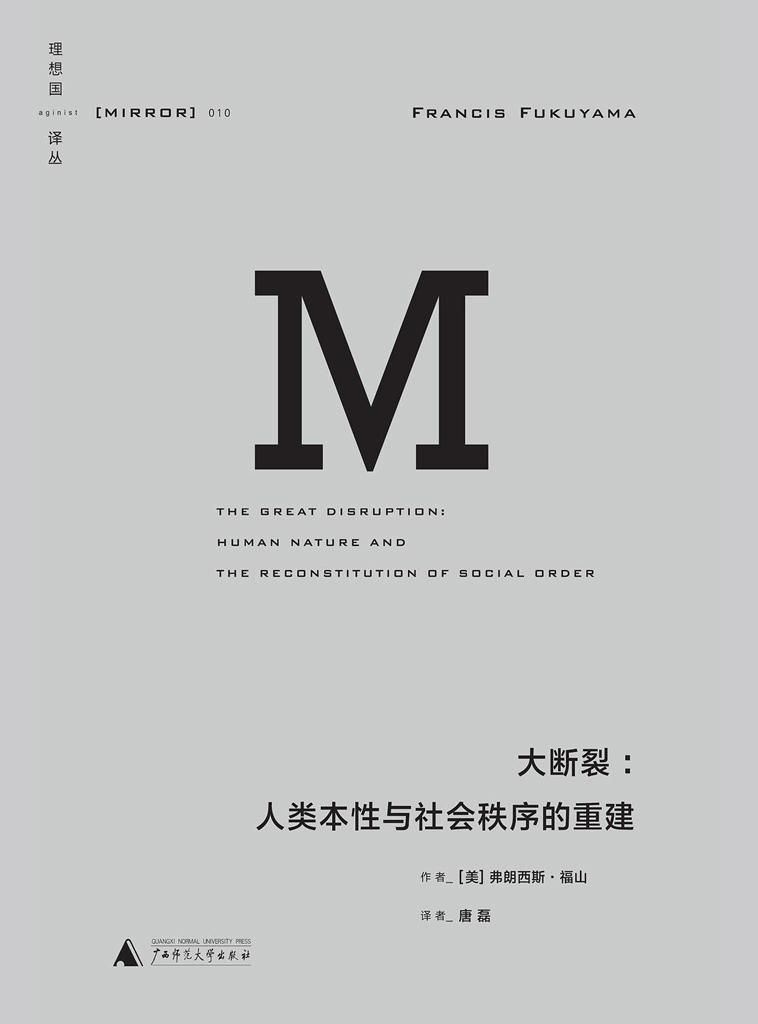 理想国
aginist
译丛
[MIRROR] 010
FRANCIS FUKUYAMA
M
THE GREAT DISRUPTION:
HUMAN NATURE AND
THE RECONSTITUTION OF SOCIAL ORDER
大断裂：
人类本性与社会秩序的重建
作者_ [美] 弗朗西斯·福山
译者_ 唐磊
GUANGXI NORMAL UNIVERSITY PRESS
广西师范大学出版社